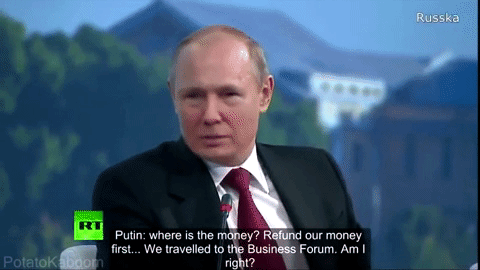 Russka
RT
Putin: where is the money? Refund our money
first... We travelled to the Business Forum. Am I
right?
PotatoKaboom